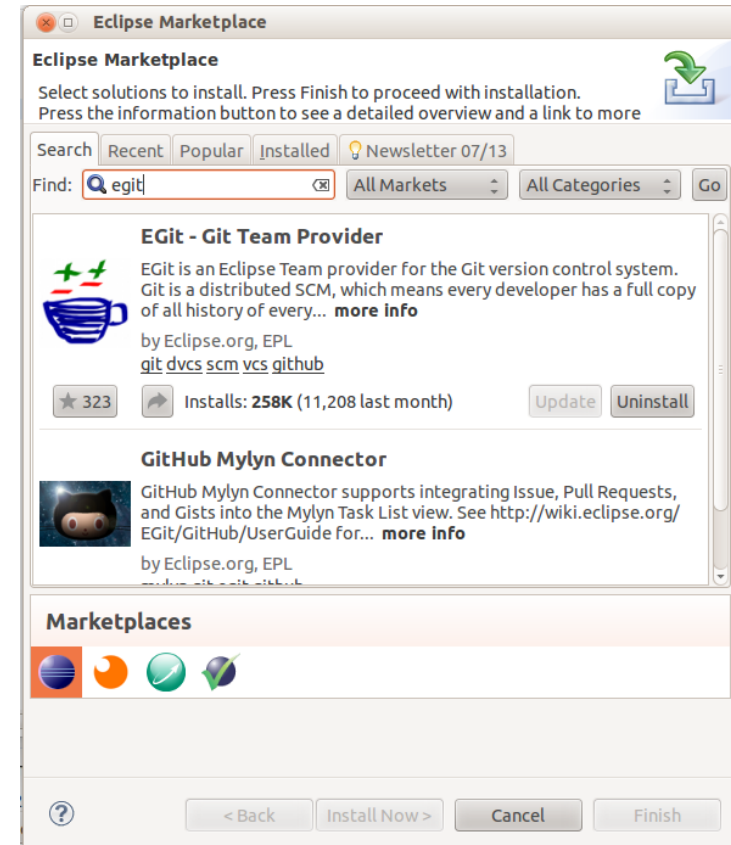 Eclipse Marketplace
Eclipse Marketplace
Select solutions to install. Press Finish to proceed with installation.
Press the information button to see a detailed overview and a link to more
Search Recent Popular Installed Newsletter 07/13
Find: egit All Markets All Categories Go
EGit - Git Team Provider
EGit is an Eclipse Team provider for the Git version control system.
Git is a distributed SCM, which means every developer has a full copy
of all history of every... more info
by Eclipse.org, EPL
git dvcs scm vcs github
323 Installs: 258K (11,208 last month) Update Uninstall
GitHub Mylyn Connector
GitHub Mylyn Connector supports integrating Issue, Pull Requests,
and Gists into the Mylyn Task List view. See http://wiki.eclipse.org/
EGit/GitHub/UserGuide for... more info
by Eclipse.org, EPL
mylyn git egit github
Marketplaces
? < Back Install Now > Cancel Finish